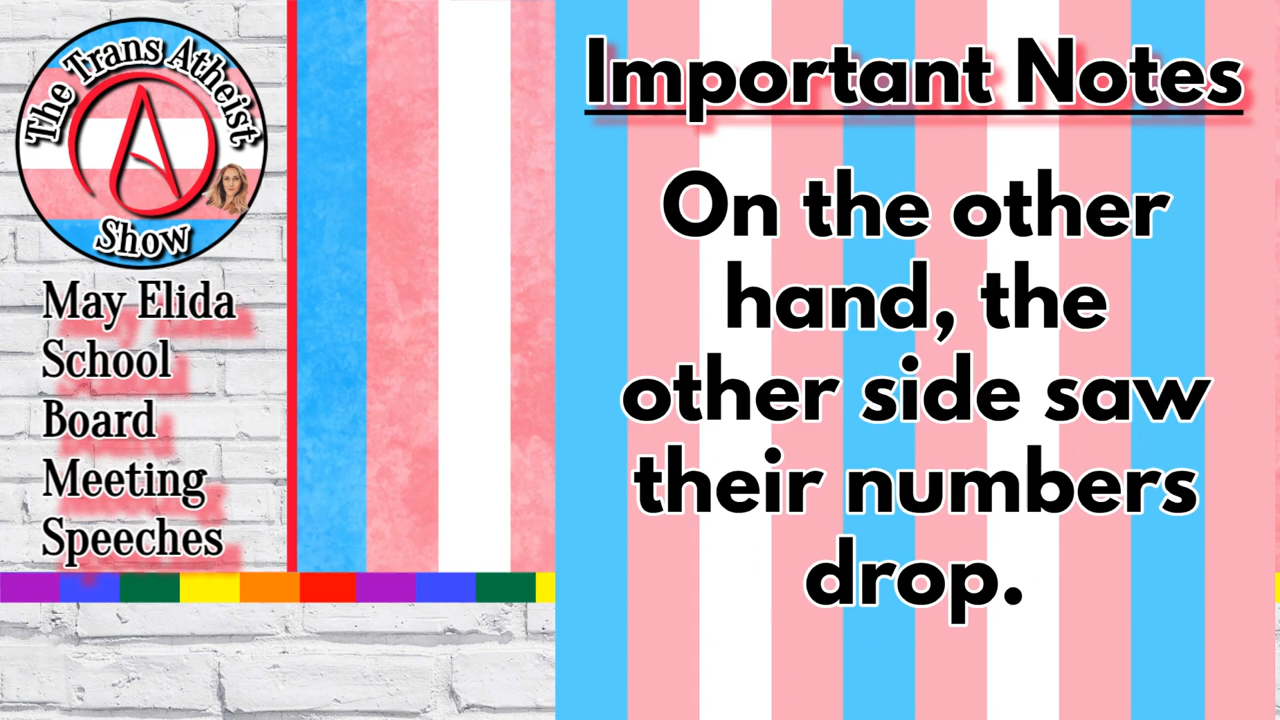 The Trans Atheist
Show
May Elida
School
Board
Meeting
Speeches
Important Notes
On the other
hand, the
other side saw
their numbers
drop.